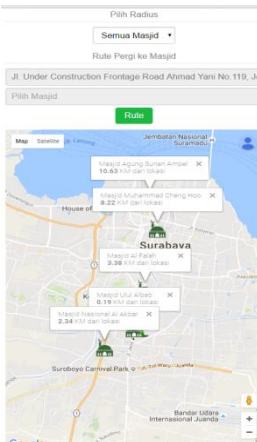 Pilih Radius
Semua Masjid
Rute Pergi ke Masjid
Jl. Under Construction Frontage Road Ahmad Yani No.119, J
Pilih Masjid
Rute
Map Satellite
Jembatan Nasional
Suramadu
Masjid Agung Sunan Ampel ×
10.63 KM dari lokasi
Masjid Muhammad Cheng Hoo ×
8.22 KM dari lokasi
House of
Surabaya
Masjid Al Falah ×
3.38 KM dari lokasi
Masjid Ulul Albab ×
0.19 KM dari lokasi
Masjid Nasional Al Akbar ×
2.34 KM dari lokasi
Suroboyo Carnival Park
Bandar Udara
Internasional Juanda
+
−